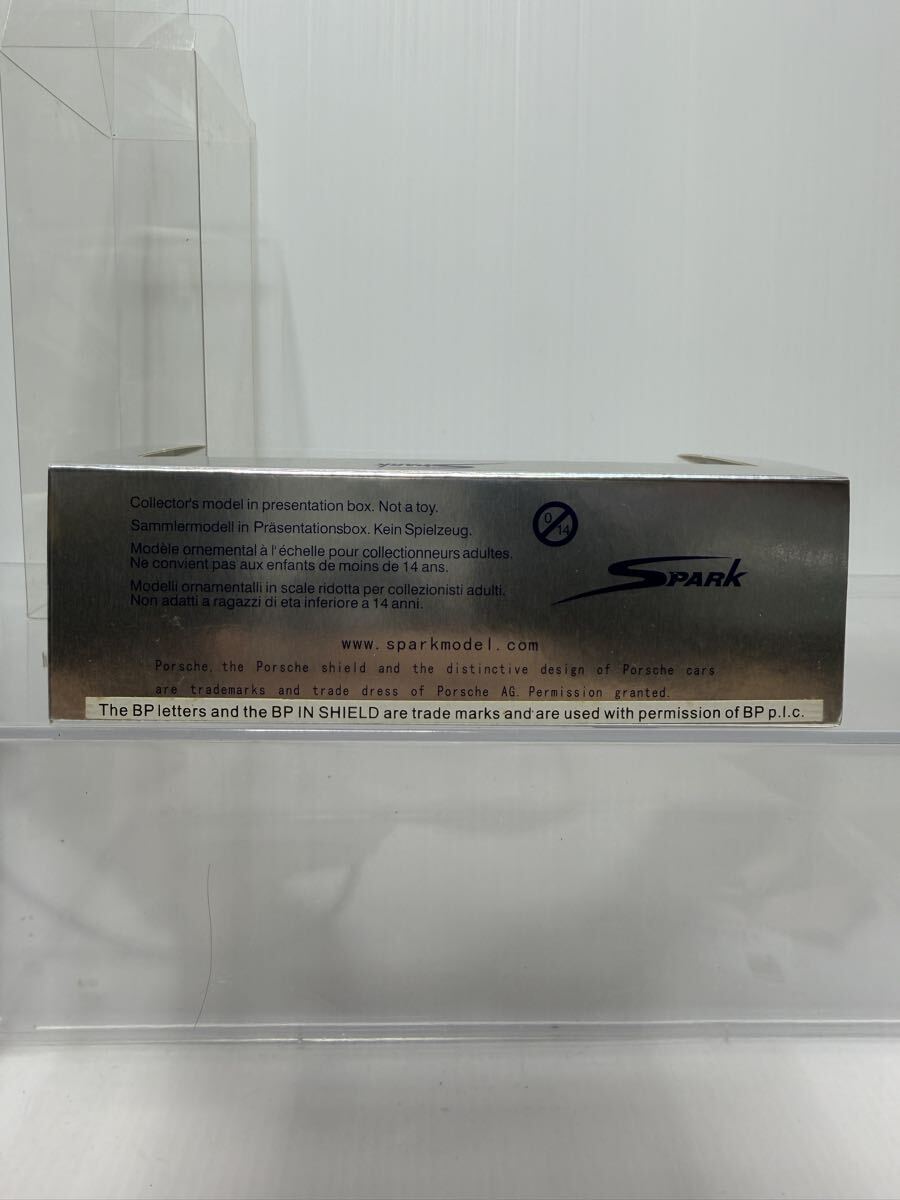 Spark
Collector's model in presentation box. Not a toy.
Sammlermodell in Präsentationsbox. Kein Spielzeug.
Modèle ornemental à l'échelle pour collectionneurs adultes.
Ne convient pas aux enfants de moins de 14 ans.
Modelli ornamentalli in scale ridotta per collezionisti adulti.
Non adatti a ragazzi di eta inferiore a 14 anni.
0
14
SPARK
www.sparkmodel.com
Porsche, the Porsche shield and the distinctive design of Porsche cars
are trademarks and trade dress of Porsche AG. Permission granted.
The BP letters and the BP IN SHIELD are trade marks and are used with permission of BP p.l.c.